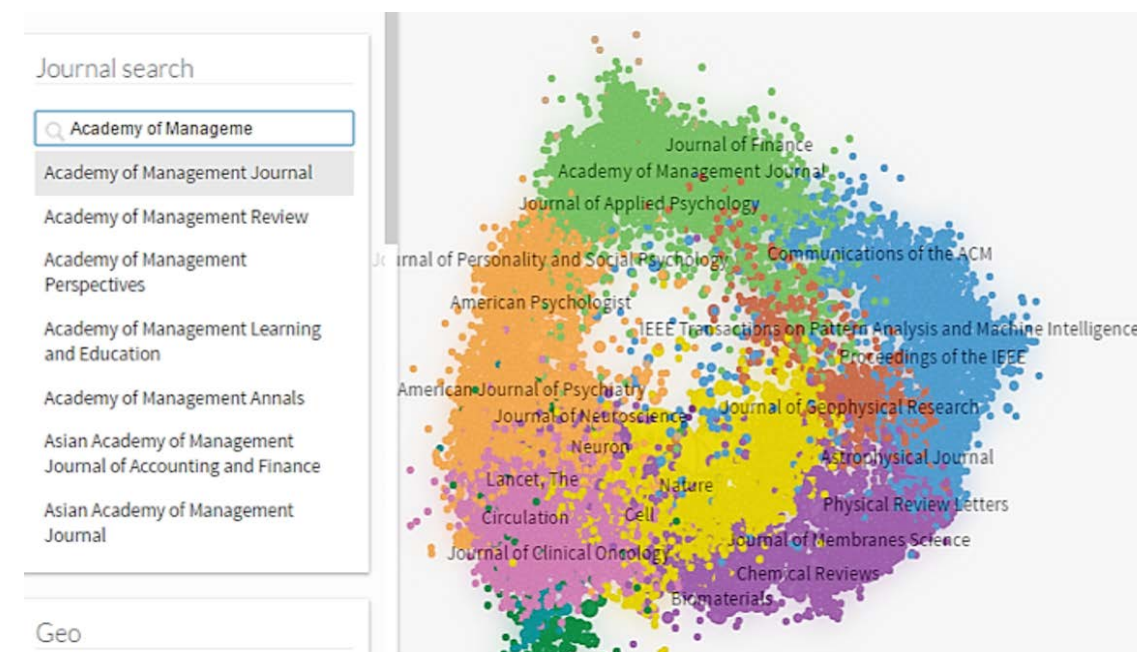 Journal search
Academy of Manageme
Academy of Management Journal
Academy of Management Review
Academy of Management
Perspectives
Academy of Management Learning
and Education
Academy of Management Annals
Asian Academy of Management
Journal of Accounting and Finance
Asian Academy of Management
Journal
Geo
Journal of Finance
Academy of Management Journal
Journal of Applied Psychology
Journal of Personality and Social Psychology
Communications of the ACM
American Psychologist
IEEE Transactions on Pattern Analysis and Machine Intelligence
Proceedings of the IEEE
American Journal of Psychiatry
Journal of Neuroscience
Journal of Geophysical Research
Neuron
Astrophysical Journal
Lancet, The
Nature
Physical Review Letters
Circulation
Cell
Journal of Membranes Science
Journal of Clinical Oncology
Chemical Reviews
Biomaterials